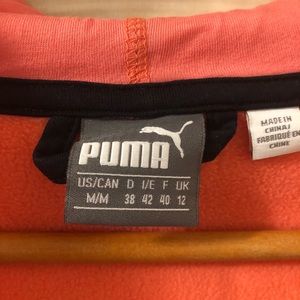 PUMA
US/CAN D I/E F UK
M/M 38 42 40 12
MADE IN
CHINA/
FABRIQUÉ EN
CHINE